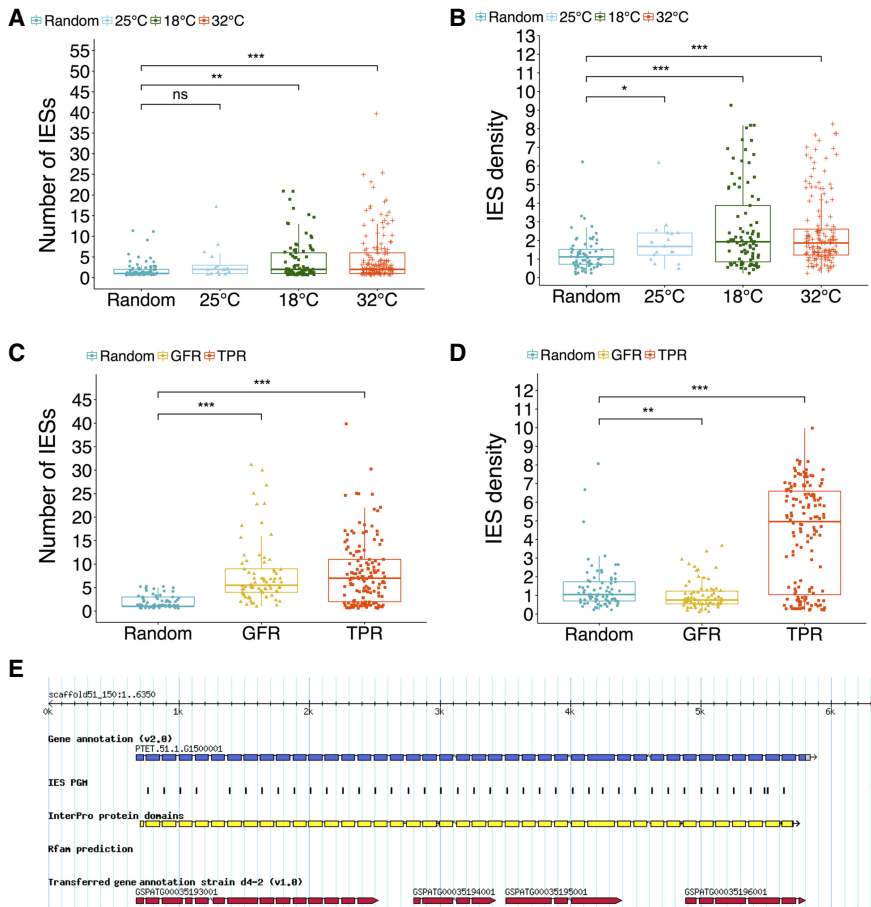 A
Random 25°C 18°C 32°C
Number of IESs
55
50
45
40
35
30
25
20
15
10
5
0
***
**
ns
Random 25°C 18°C 32°C
B
Random 25°C 18°C 32°C
IES density
13
12
11
10
9
8
7
6
5
4
3
2
1
0
***
***
*
Random 25°C 18°C 32°C
C
Random GFR TPR
Number of IESs
45
40
35
30
25
20
15
10
5
0
***
***
Random GFR TPR
D
Random GFR TPR
IES density
12
11
10
9
8
7
6
5
4
3
2
1
0
***
**
Random GFR TPR
E
scaffold51_150:1..6350
0k 1k 2k 3k 4k 5k 6k
Gene annotation (v2.0)
PTET.51.1.G1500001
IES PGM
InterPro protein domains
Rfam prediction
Transferred gene annotation strain d4-2 (v1.0)
GSPATG00035193001 GSPATG00035194001 GSPATG00035195001 GSPATG00035196001